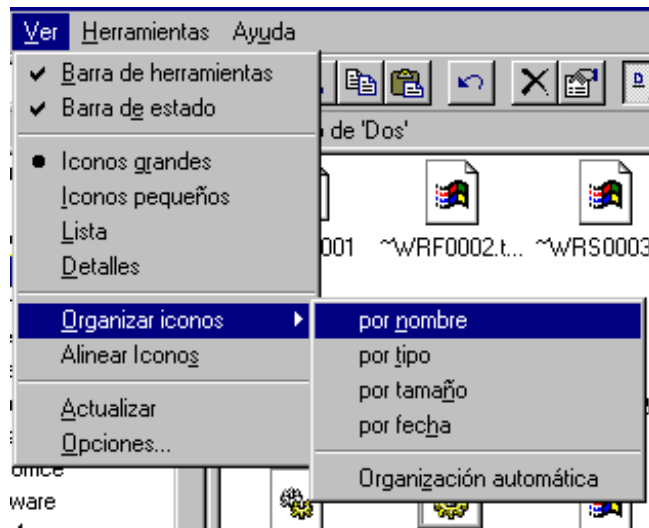 Ver Herramientas Ayuda
Barra de herramientas
Barra de estado
de 'Dos'
Iconos grandes
Iconos pequeños
Lista
Detalles
001 ~WRF0002.t... ~WRS0003
Organizar iconos
por nombre
Alinear Iconos
por tipo
por tamaño
Actualizar
por fecha
Opciones...
Organización automática
ware